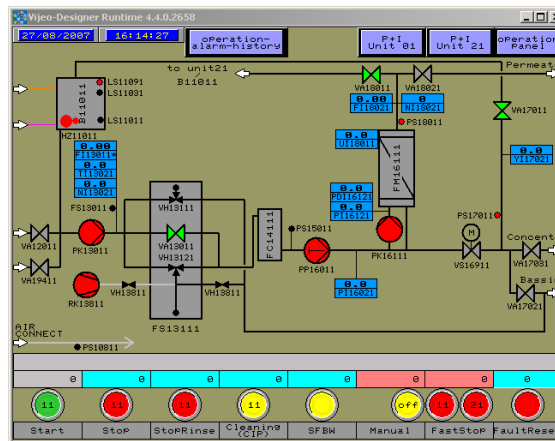 Vijeo-Designer Runtime 4.4.0.2658
27/08/2007 16:14:27 operation-alarm-history P+I Unit 01 P+I Unit 21 operation panel
to unit21 B11011
Permeate
VA18011 VA18021
0.00 0
FI18021 NI18021
LS11091
LS11031
B11011
LS11011
HZ11011
PS18011
VA17011
0.0
UI18011
0.00
FI13011*
0.0
TI13021
0.0
NI13021
FM16111
0.0
YI17021
0.0
PDI16121
0.0
PI16121
FS13011
VH13111
PS17011
PS15011
M
VA12011 PK13011 VA13011
VH13121
FC14111
PP16011
PK16111
VS16911
Concent
VA17031
VA19411
RK13811
VH13811 VH13811
0.0
PI16021
Bassin
VA17021
FS13111
AIR CONNECT
PS10811
0 0 0 0 0 0 0 0
11 11 11 11 off 11 21
Start Stop StopRinse Cleaning (CIP) SFBW Manual FastStop FaultRese